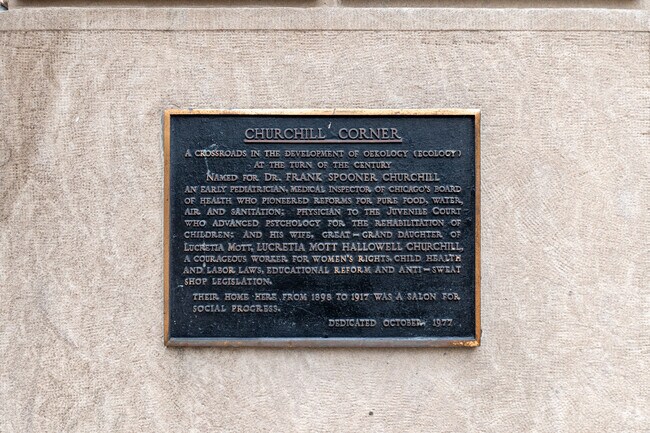 CHURCHILL CORNER
A CROSSROADS IN THE DEVELOPMENT OF OEKOLOGY (ECOLOGY)
AT THE TURN OF THE CENTURY
NAMED FOR DR. FRANK SPOONER CHURCHILL
AN EARLY PEDIATRICIAN, MEDICAL INSPECTOR OF CHICAGO'S BOARD
OF HEALTH WHO PIONEERED REFORMS FOR PURE FOOD, WATER,
AIR AND SANITATION; PHYSICIAN TO THE JUVENILE COURT
WHO ADVANCED PSYCHOLOGY FOR THE REHABILITATION OF
CHILDREN; AND HIS WIFE, GREAT-GRAND DAUGHTER OF
LUCRETIA MOTT, LUCRETIA MOTT HALLOWELL CHURCHILL,
A COURAGEOUS WORKER FOR WOMEN'S RIGHTS, CHILD HEALTH
AND LABOR LAWS, EDUCATIONAL REFORM AND ANTI-SWEAT
SHOP LEGISLATION.
THEIR HOME HERE FROM 1898 TO 1917 WAS A SALON FOR
SOCIAL PROGRESS.
DEDICATED OCTOBER, 1977